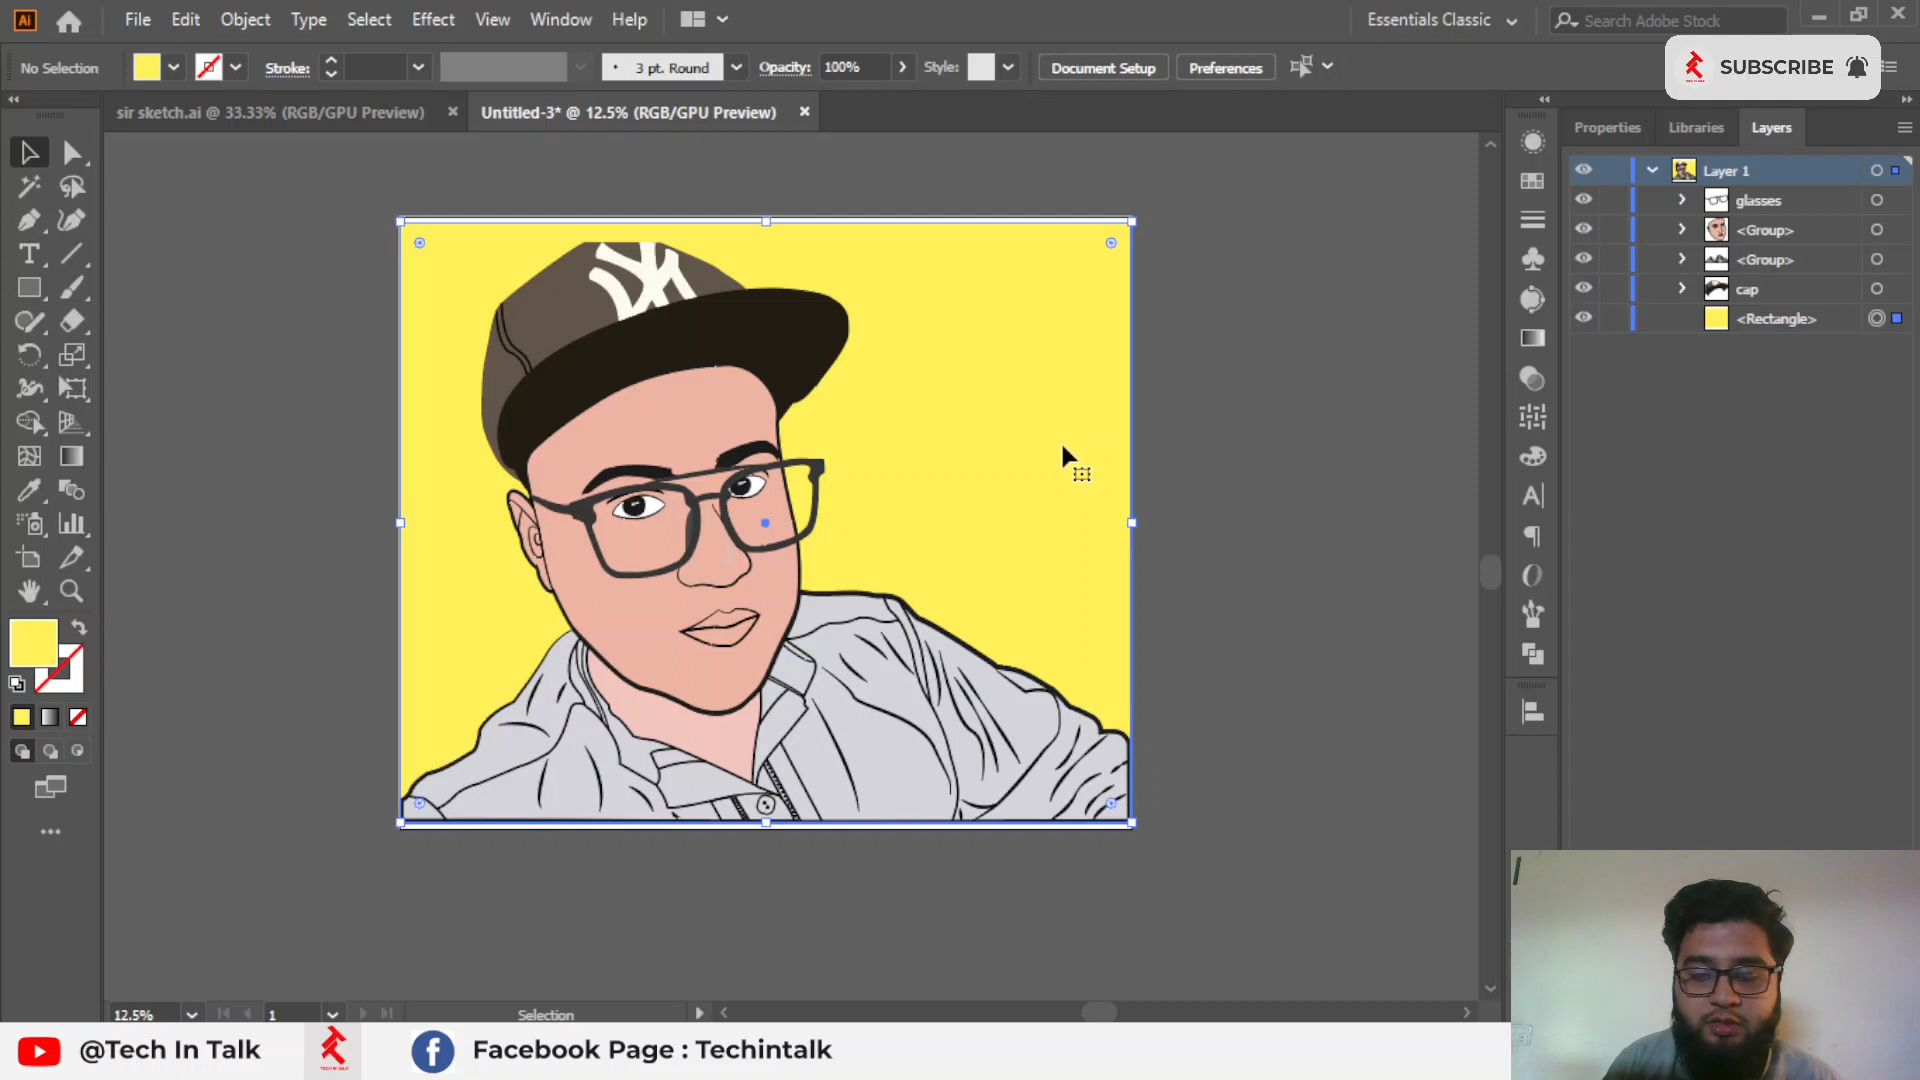 Ai File Edit Object Type Select Effect View Window Help Essentials Classic Search Adobe Stock
No Selection Stroke: 3 pt. Round Opacity: 100% Style: Document Setup Preferences SUBSCRIBE
sir sketch.ai @ 33.33% (RGB/GPU Preview) Untitled-3* @ 12.5% (RGB/GPU Preview)
Properties Libraries Layers
Layer 1
glasses
<Group>
<Group>
cap
<Rectangle>
NY
12.5% 1 Selection
@Tech In Talk TECH IN TALK Facebook Page : Techintalk